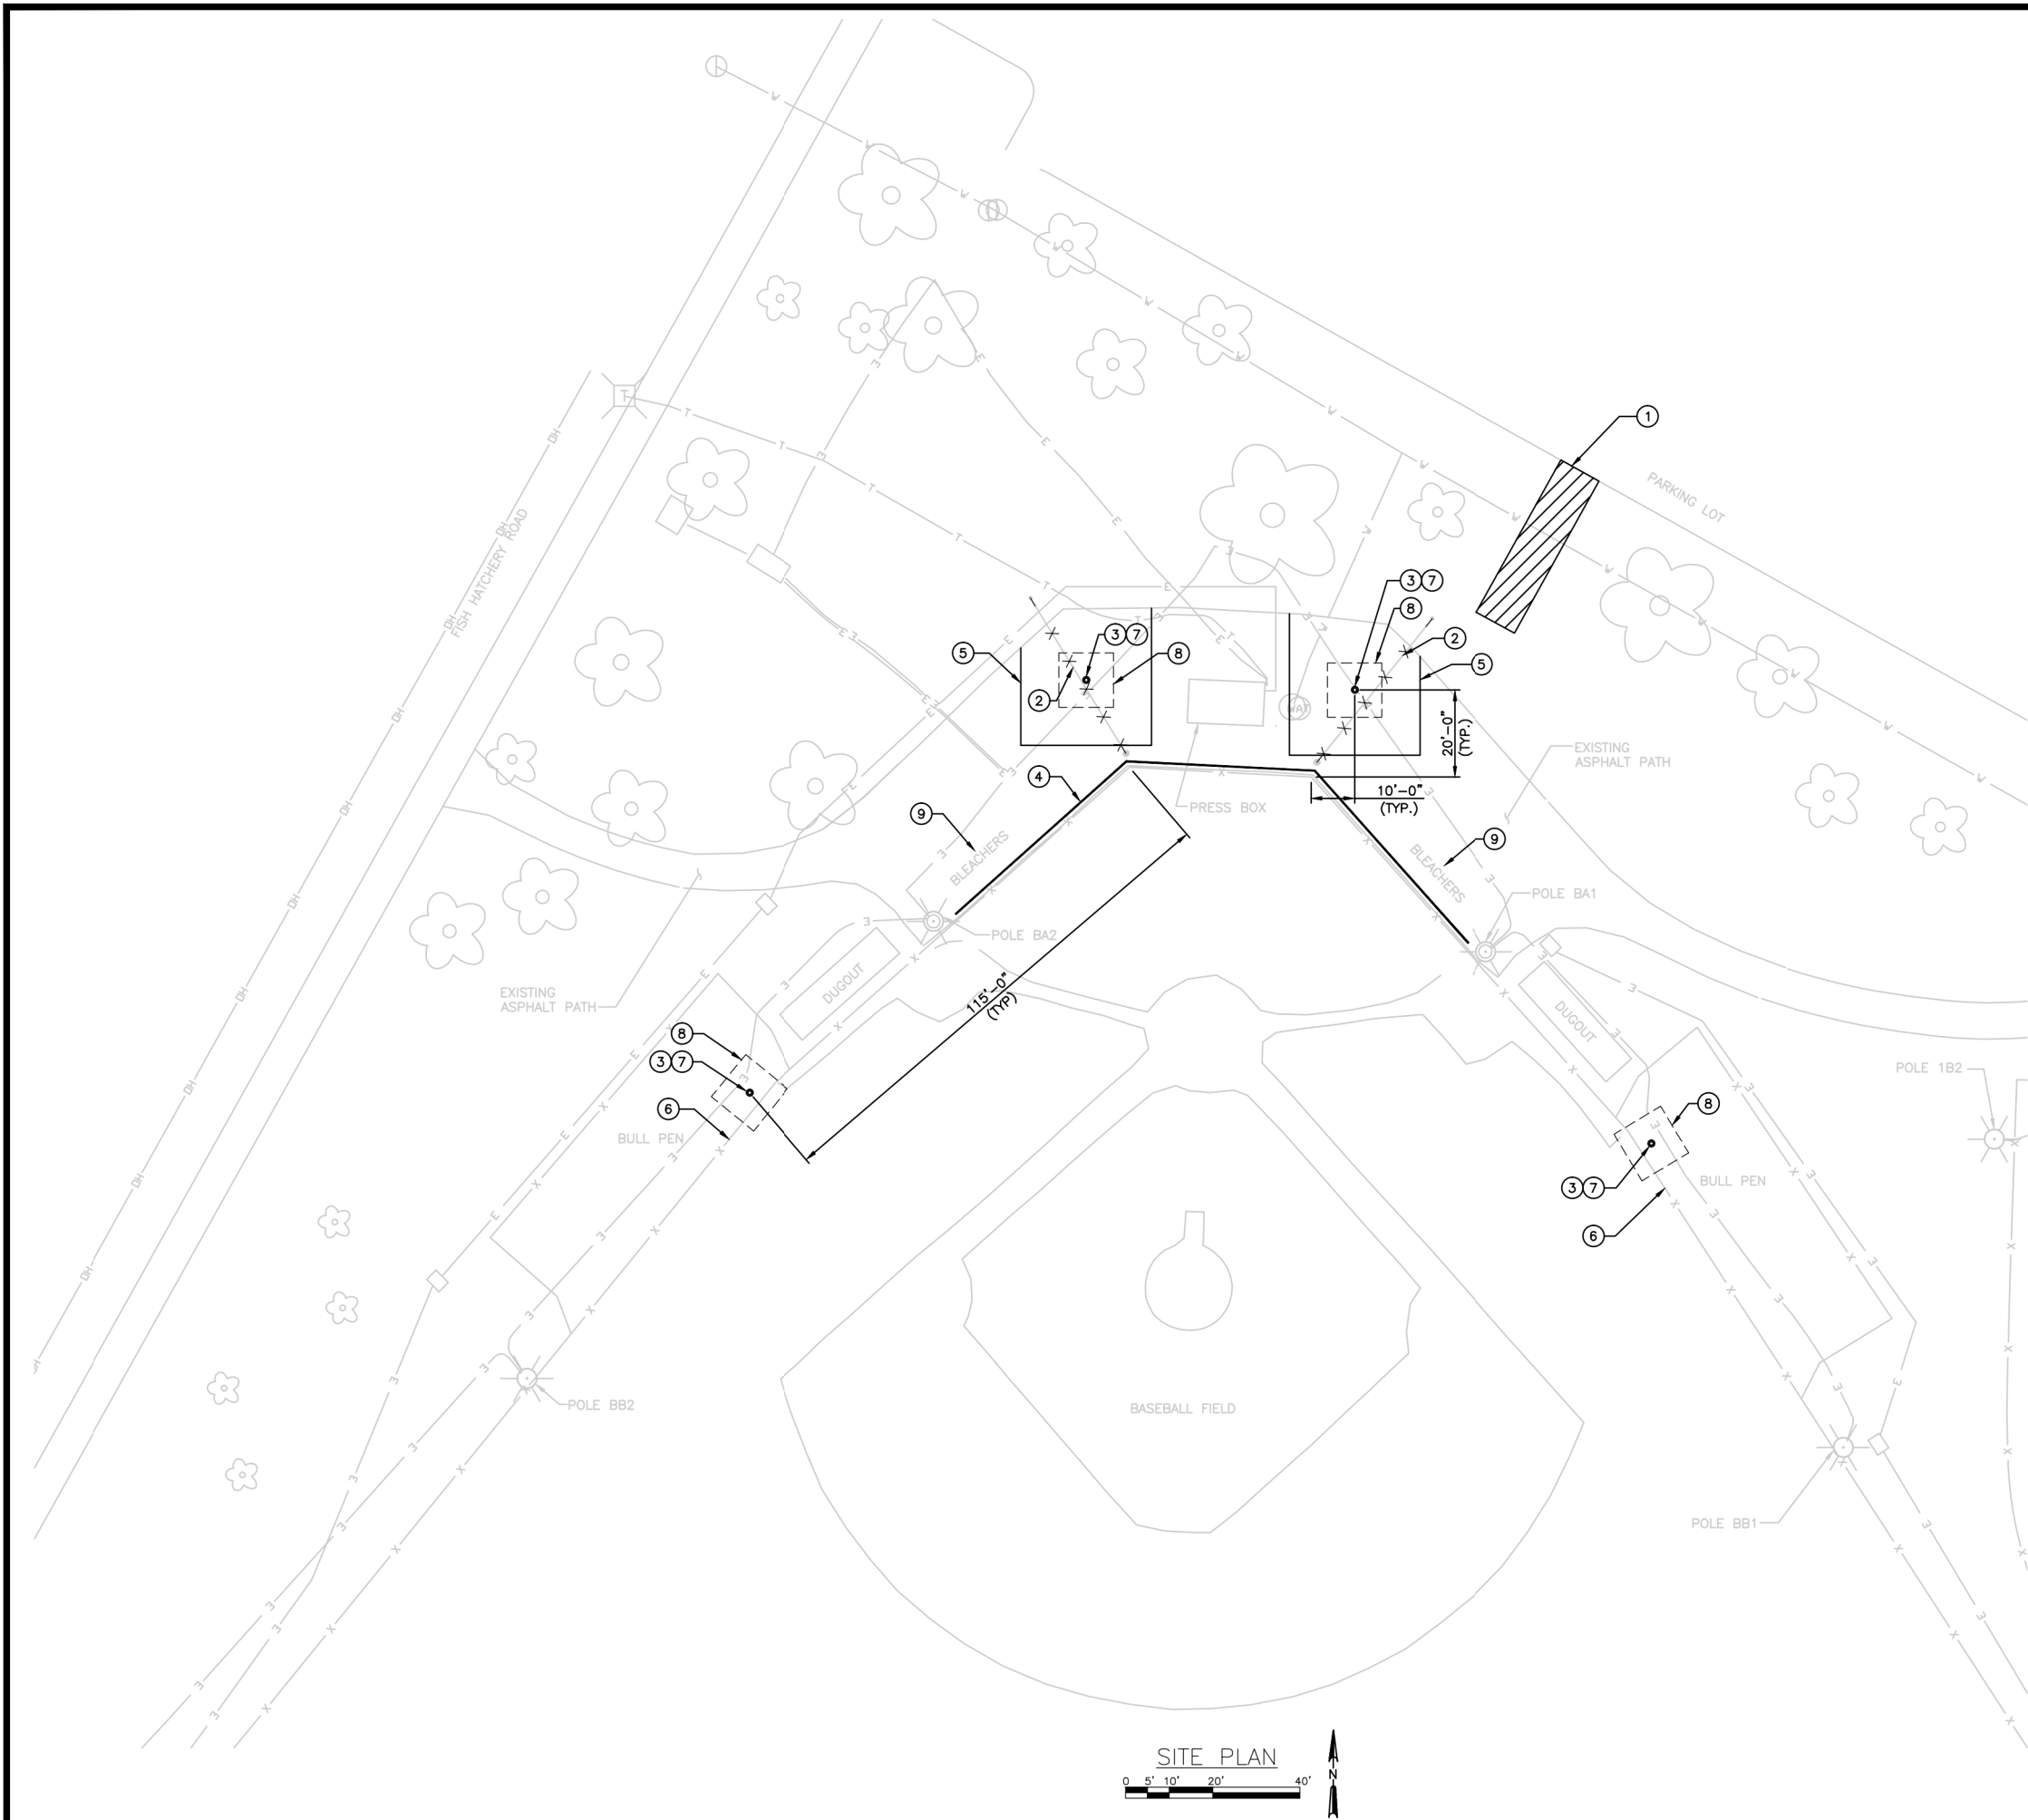 1
PARKING LOT
FISH HATCHERY ROAD
3 7
8
3 7
8
2
5
8
5
2
WAT
20'-0"
(TYP.)
EXISTING
ASPHALT PATH
4
10'-0"
(TYP.)
PRESS BOX
9
9
BLEACHERS
BLEACHERS
POLE BA1
POLE BA2
DUGOUT
115'-0"
(TYP)
EXISTING
ASPHALT PATH
DUGOUT
8
3 7
POLE 1B2
8
6
BULL PEN
BULL PEN
3 7
6
POLE BB2
BASEBALL FIELD
POLE BB1
SITE PLAN
0 5' 10' 20' 40'
N